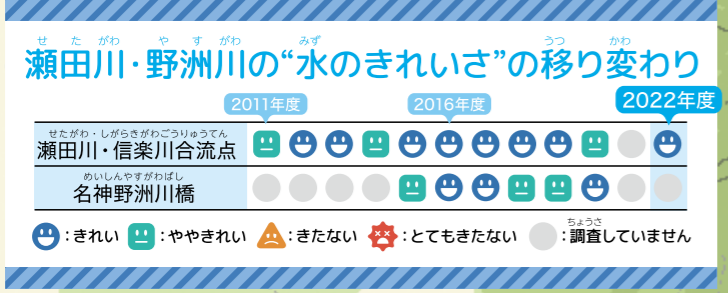 せたがわ やすがわ みず うつ かわ
瀬田川・野洲川の“水のきれいさ”の移り変わり
2011年度 2016年度 2022年度
せたがわ・しがらきがわごうりゅうてん
瀬田川・信楽川合流点
めいしんやすがわばし
名神野洲川橋
ちょうさ
:きれい :ややきれい :きたない :とてもきたない :調査していません